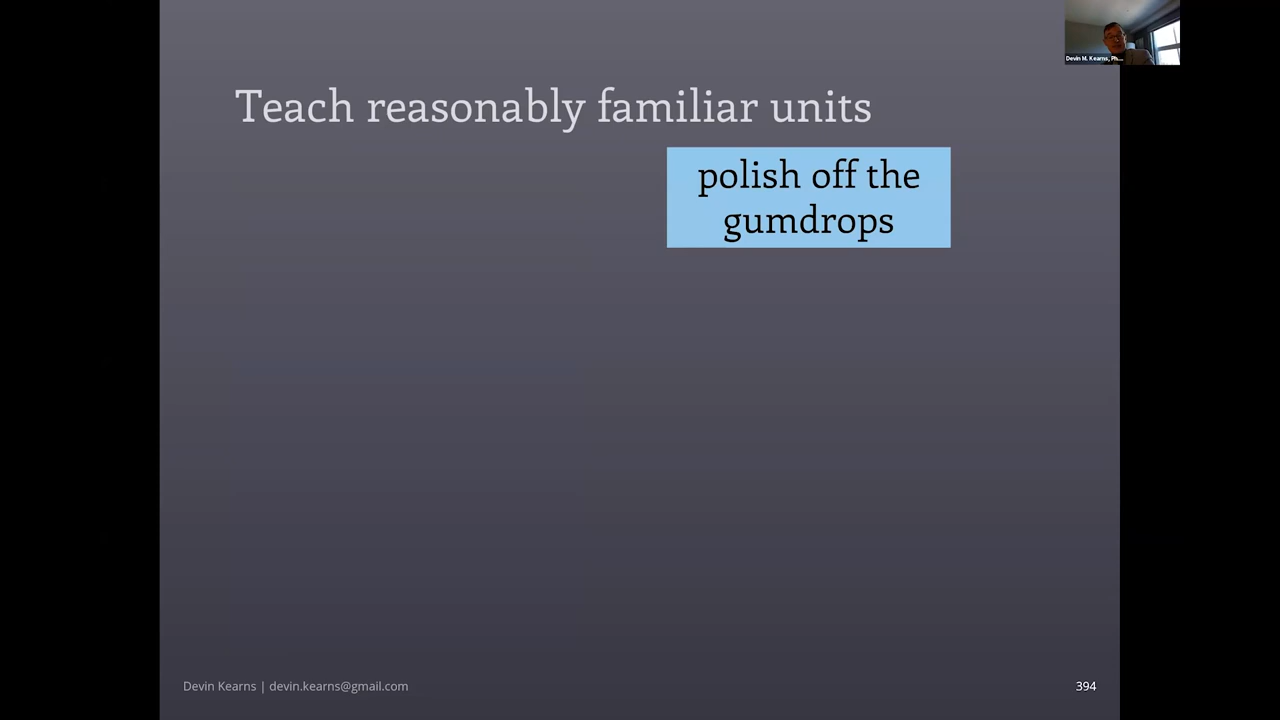 Devin M. Kearns, Ph...
Teach reasonably familiar units
polish off the
gumdrops
Devin Kearns | devin.kearns@gmail.com
394